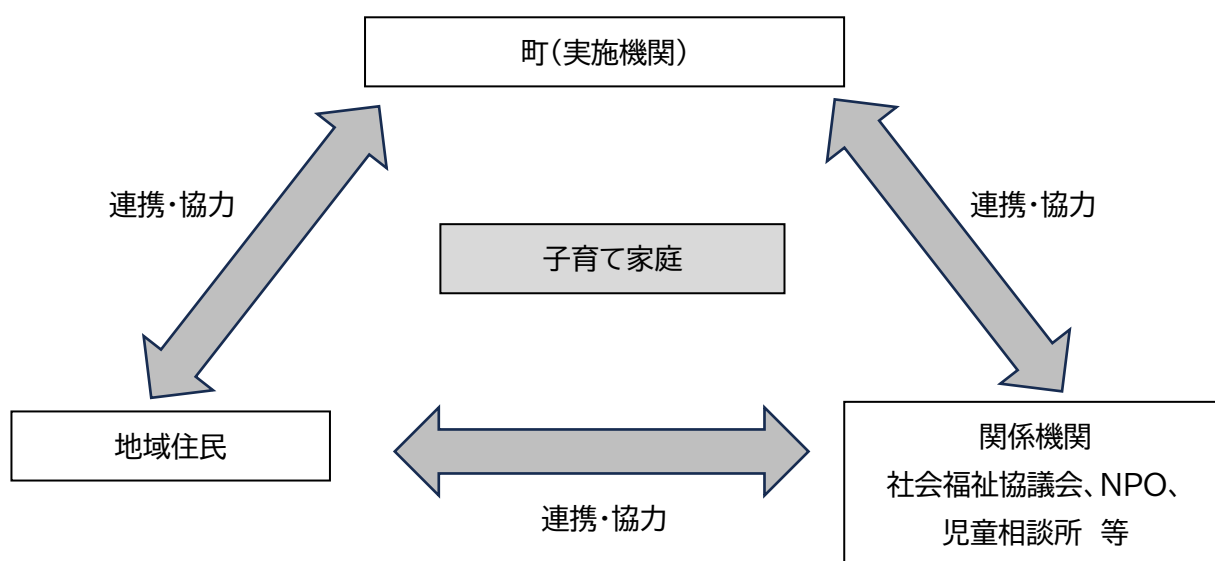 町（実施機関）
連携・協力
連携・協力
子育て家庭
地域住民
関係機関
社会福祉協議会、NPO、
児童相談所　等
連携・協力